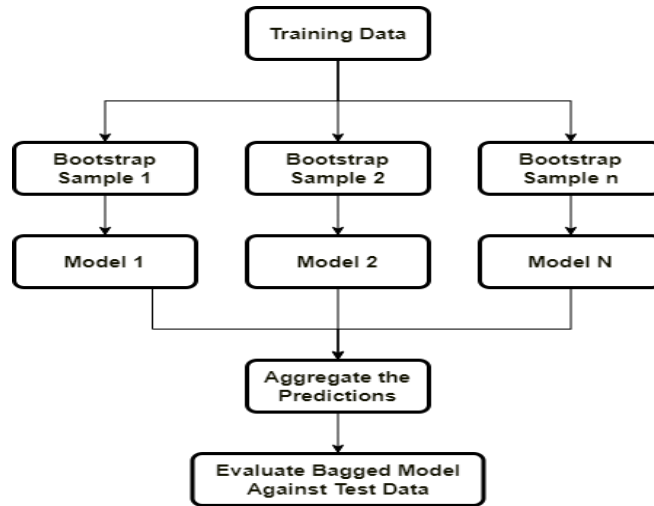 Training Data
Bootstrap
Sample 1
Bootstrap
Sample 2
Bootstrap
Sample n
Model 1
Model 2
Model N
Aggregate the
Predictions
Evaluate Bagged Model
Against Test Data